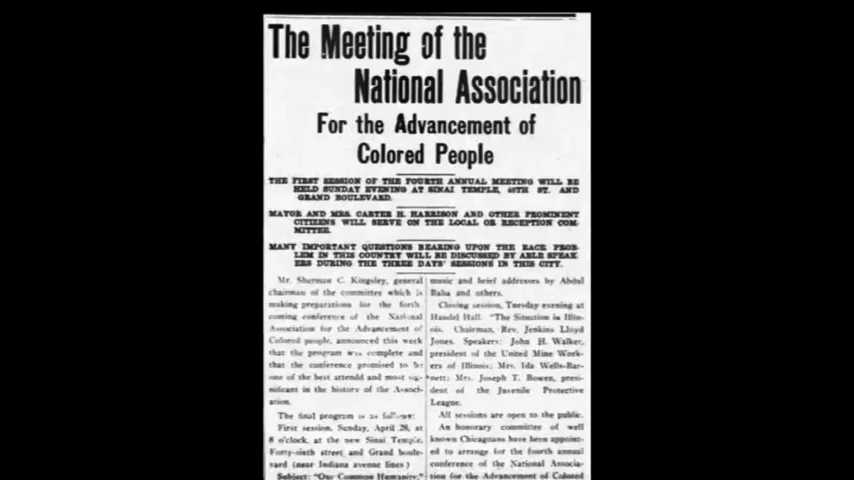 The Meeting of the
National Association
For the Advancement of
Colored People
THE FIRST SESSION OF THE FOURTH ANNUAL MEETING WILL BE
HELD SUNDAY EVENING AT SINAI TEMPLE, 46TH ST. AND
GRAND BOULEVARD.
MAYOR AND MRS. CARTER H. HARRISON AND OTHER PROMINENT
CITIZENS WILL SERVE ON THE LOCAL OR RECEPTION COM-
MITTEE.
MANY IMPORTANT QUESTIONS BEARING UPON THE RACE PROB-
LEM IN THIS COUNTRY WILL BE DISCUSSED BY ABLE SPEAK-
ERS DURING THE THREE DAYS' SESSIONS IN THIS CITY.
Mr. Sherman C. Kingsley, general
chairman of the committee which is
making preparations for the forth
coming conference of the National
Association for the Advancement of
Colored people, announced this week
that the program was complete and
that the conference promised to be
one of the best attendd and most sig-
nificant in the history of the Associ-
ation.
The final program is as follows:
First session, Sunday, April 28, at
8 o'clock, at the new Sinai Temple,
Forty-sixth street and Grand boule-
vard (near Indiana avenue lines)
Subject: "Our Common Humanity,"
music and brief addresses by Abdul
Baha and others.
Closing session, Tuesday evening at
Handel Hall. "The Situation in Illin-
ois. Chairman, Rev. Jenkins Lloyd
Jones. Speakers: John H. Walker,
president of the United Mine Work-
ers of Illinois; Mrs. Ida Wells-Bar-
nett; Mrs. Joseph T. Bowen, presi-
dent of the Juvenile Protective
League.
All sessions are open to the public.
An honorary committee of well
known Chicagoans have been appoint-
ed to arrange for the fourth annual
conference of the National Associa-
tion for the Advancement of Colored